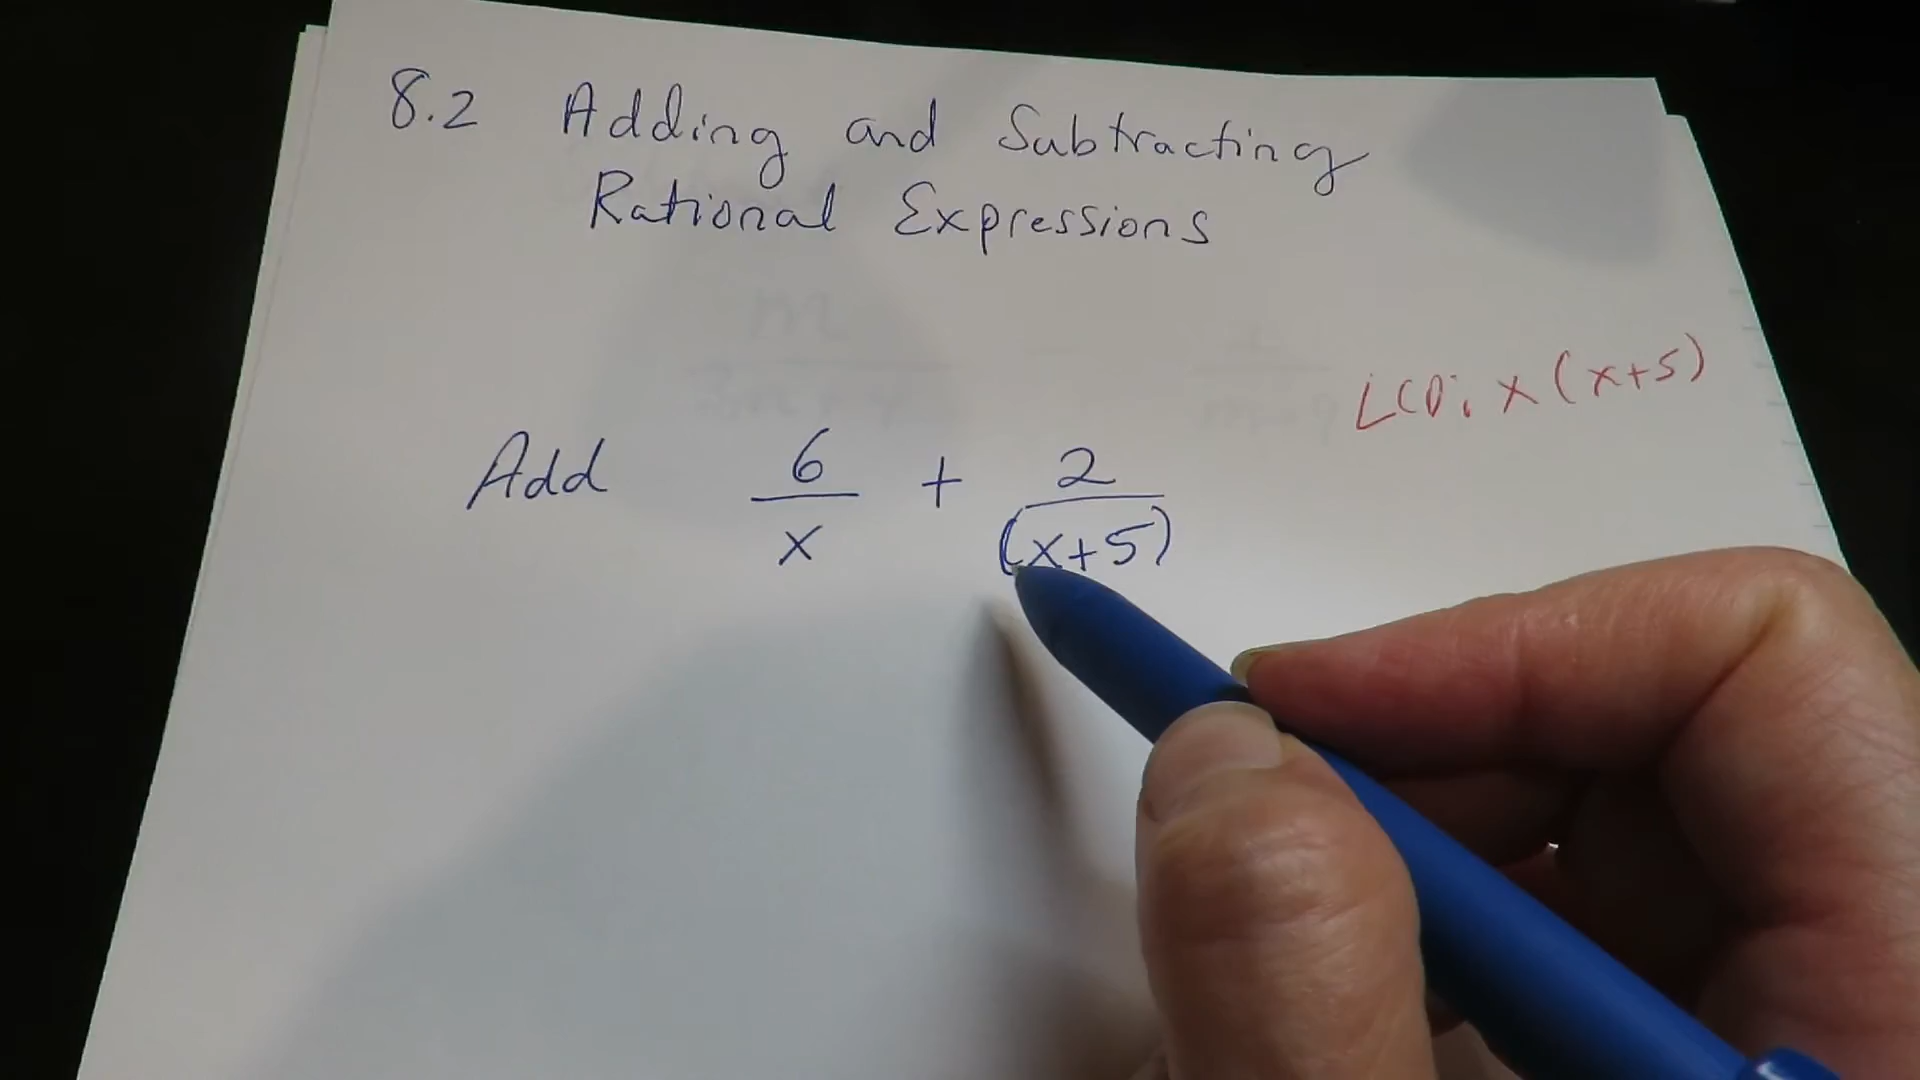 8.2 Adding and Subtracting
Rational Expressions
LCD: x(x+5)
Add 6/x + 2/(x+5)